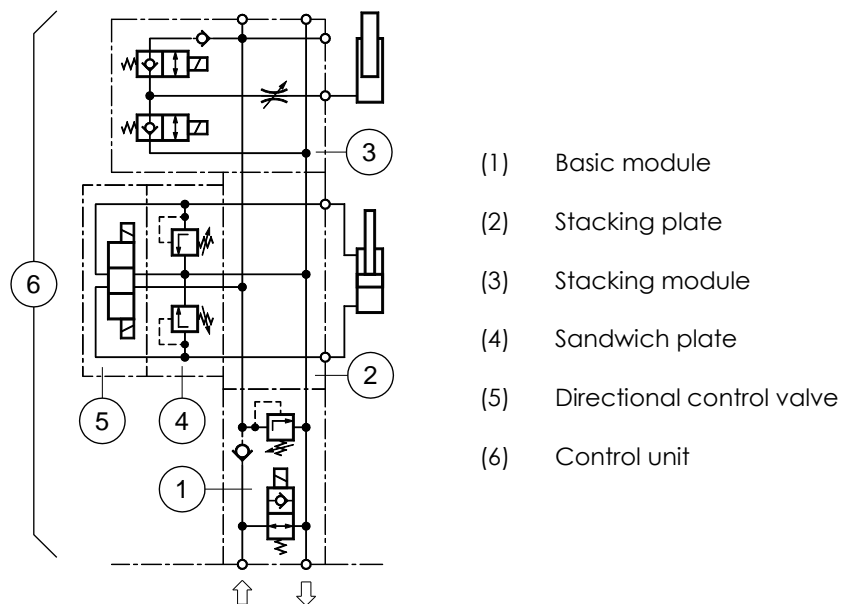 3
6
5
4
2
1
(1) Basic module
(2) Stacking plate
(3) Stacking module
(4) Sandwich plate
(5) Directional control valve
(6) Control unit